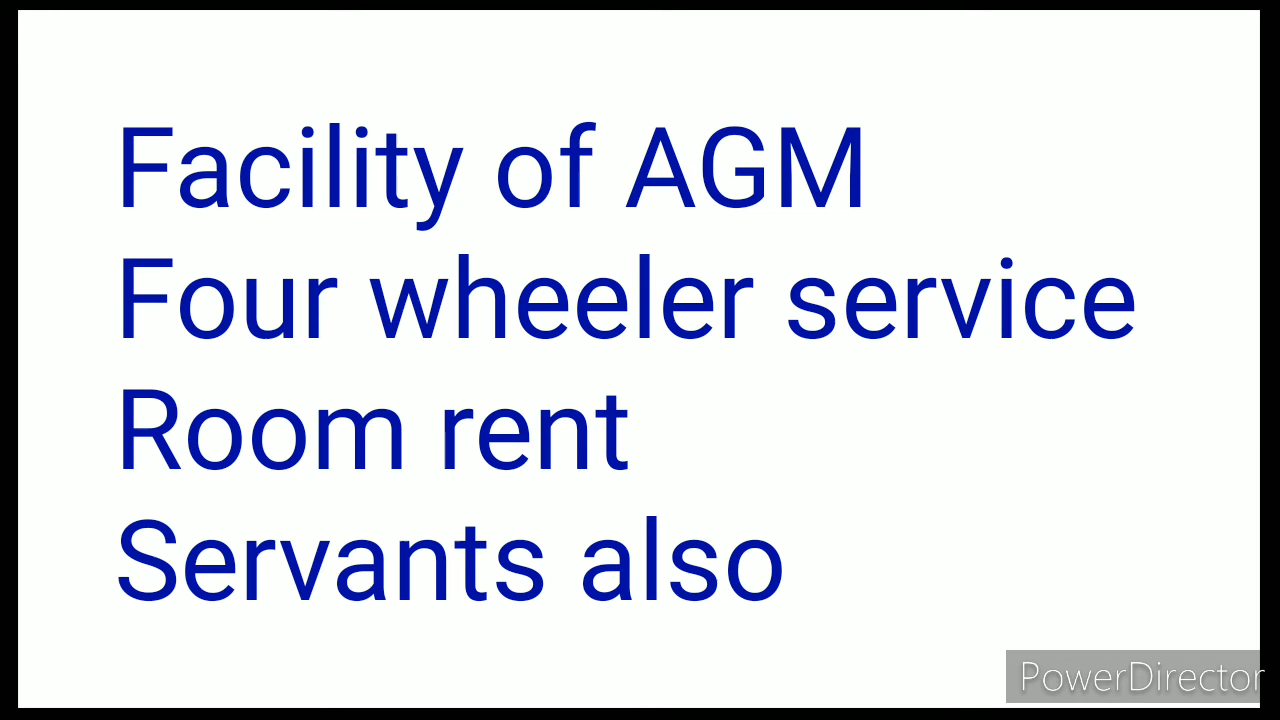 Facility of AGM
Four wheeler service
Room rent
Servants also
PowerDirector